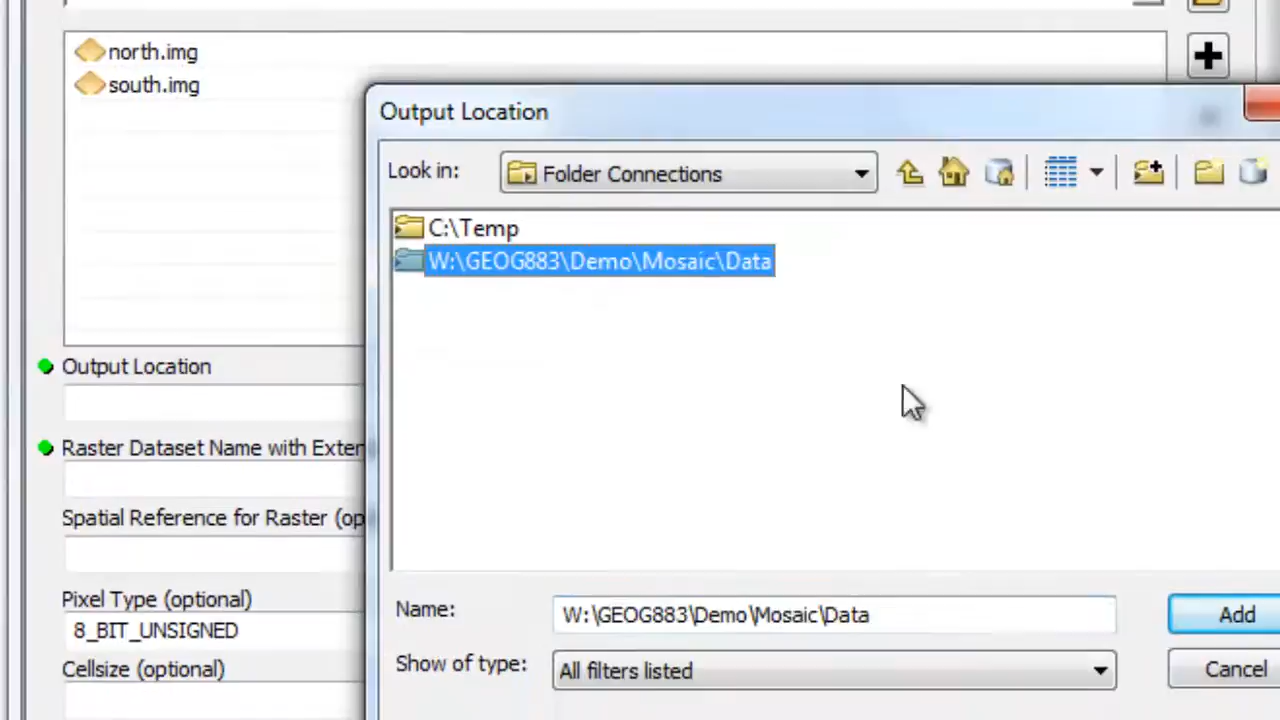 north.img
south.img
Output Location
Look in:
Folder Connections
C:\Temp
W:\GEOG883\Demo\Mosaic\Data
Output Location
Raster Dataset Name with Exten
Spatial Reference for Raster (op
Pixel Type (optional)
8_BIT_UNSIGNED
Cellsize (optional)
Name:
W:\GEOG883\Demo\Mosaic\Data
Add
Show of type:
All filters listed
Cancel